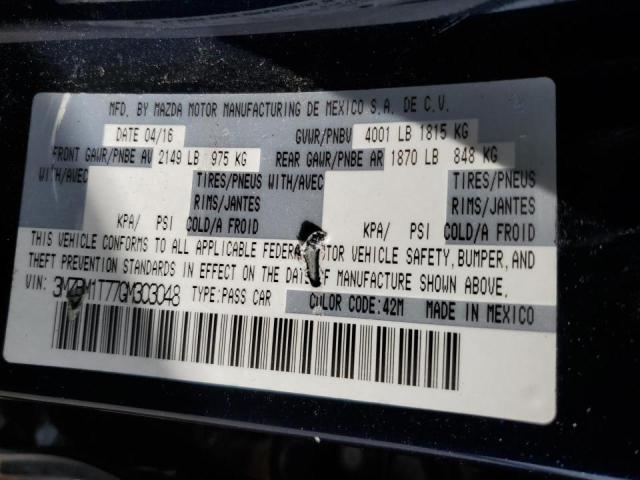 MFD. BY MAZDA MOTOR MANUFACTURING DE MEXICO S.A. DE C.V.
DATE 04/16 GVWR/PNBV 4001 LB 1815 KG
FRONT GAWR/PNBE AV 2149 LB 975 KG REAR GAWR/PNBE AR 1870 LB 848 KG
WITH/AVEC TIRES/PNEUS WITH/AVEC TIRES/PNEUS
RIMS/JANTES RIMS/JANTES
KPA/ PSI COLD/A FROID KPA/ PSI COLD/A FROID
THIS VEHICLE CONFORMS TO ALL APPLICABLE FEDERAL MOTOR VEHICLE SAFETY, BUMPER, AND
THEFT PREVENTION STANDARDS IN EFFECT ON THE DATE OF MANUFACTURE SHOWN ABOVE.
VIN: 3MZBM1T77GM303048 TYPE:PASS CAR COLOR CODE:42M MADE IN MEXICO